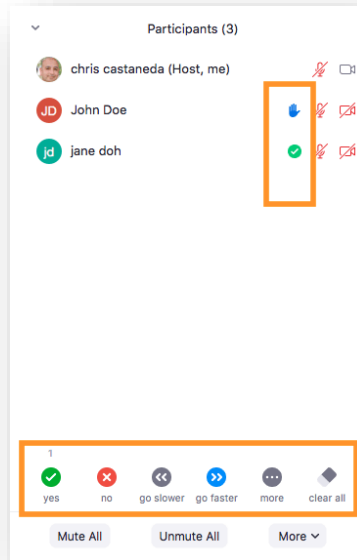 Participants (3)
chris castaneda (Host, me)
JD John Doe
jd jane doh
1
yes no go slower go faster more clear all
Mute All Unmute All More